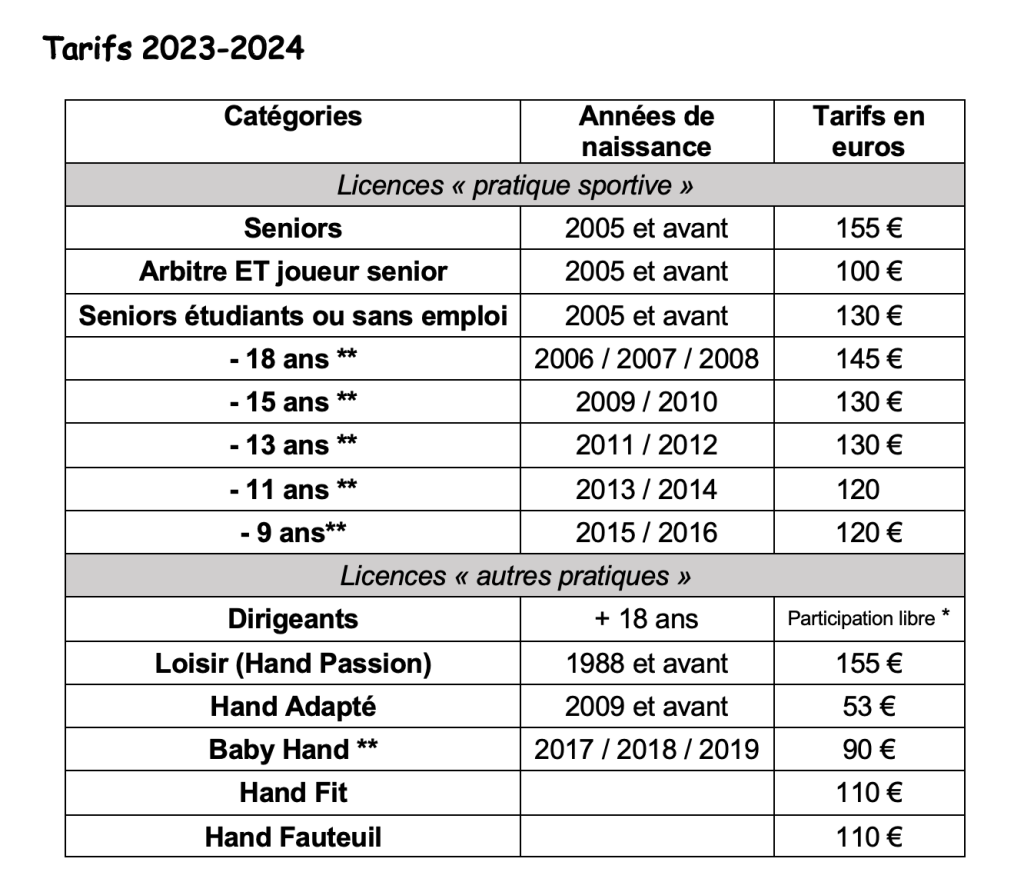 Tarifs 2023-2024
Catégories Années de naissance Tarifs en euros
Licences « pratique sportive »
Seniors 2005 et avant 155 €
Arbitre ET joueur senior 2005 et avant 100 €
Seniors étudiants ou sans emploi 2005 et avant 130 €
- 18 ans ** 2006 / 2007 / 2008 145 €
- 15 ans ** 2009 / 2010 130 €
- 13 ans ** 2011 / 2012 130 €
- 11 ans ** 2013 / 2014 120
- 9 ans** 2015 / 2016 120 €
Licences « autres pratiques »
Dirigeants + 18 ans Participation libre *
Loisir (Hand Passion) 1988 et avant 155 €
Hand Adapté 2009 et avant 53 €
Baby Hand ** 2017 / 2018 / 2019 90 €
Hand Fit 110 €
Hand Fauteuil 110 €